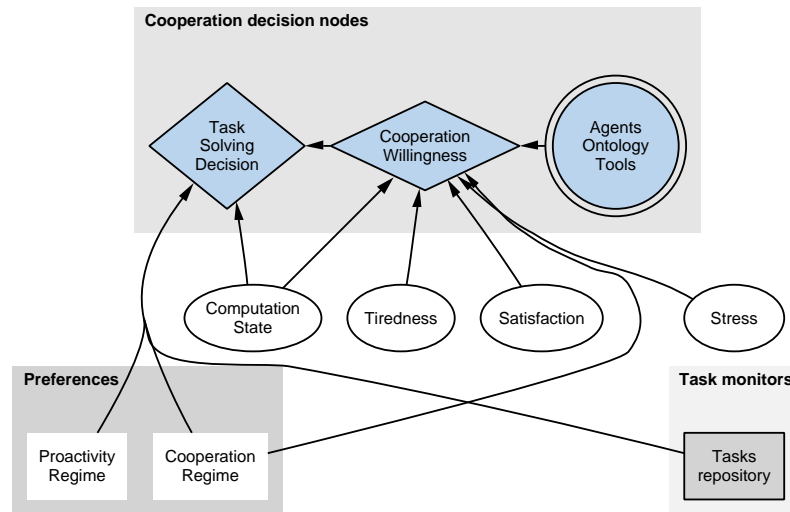 Cooperation decision nodes
Task
Solving
Decision
Cooperation
Willingness
Agents
Ontology
Tools
Computation
State
Tiredness
Satisfaction
Stress
Preferences
Proactivity
Regime
Cooperation
Regime
Task monitors
Tasks
repository